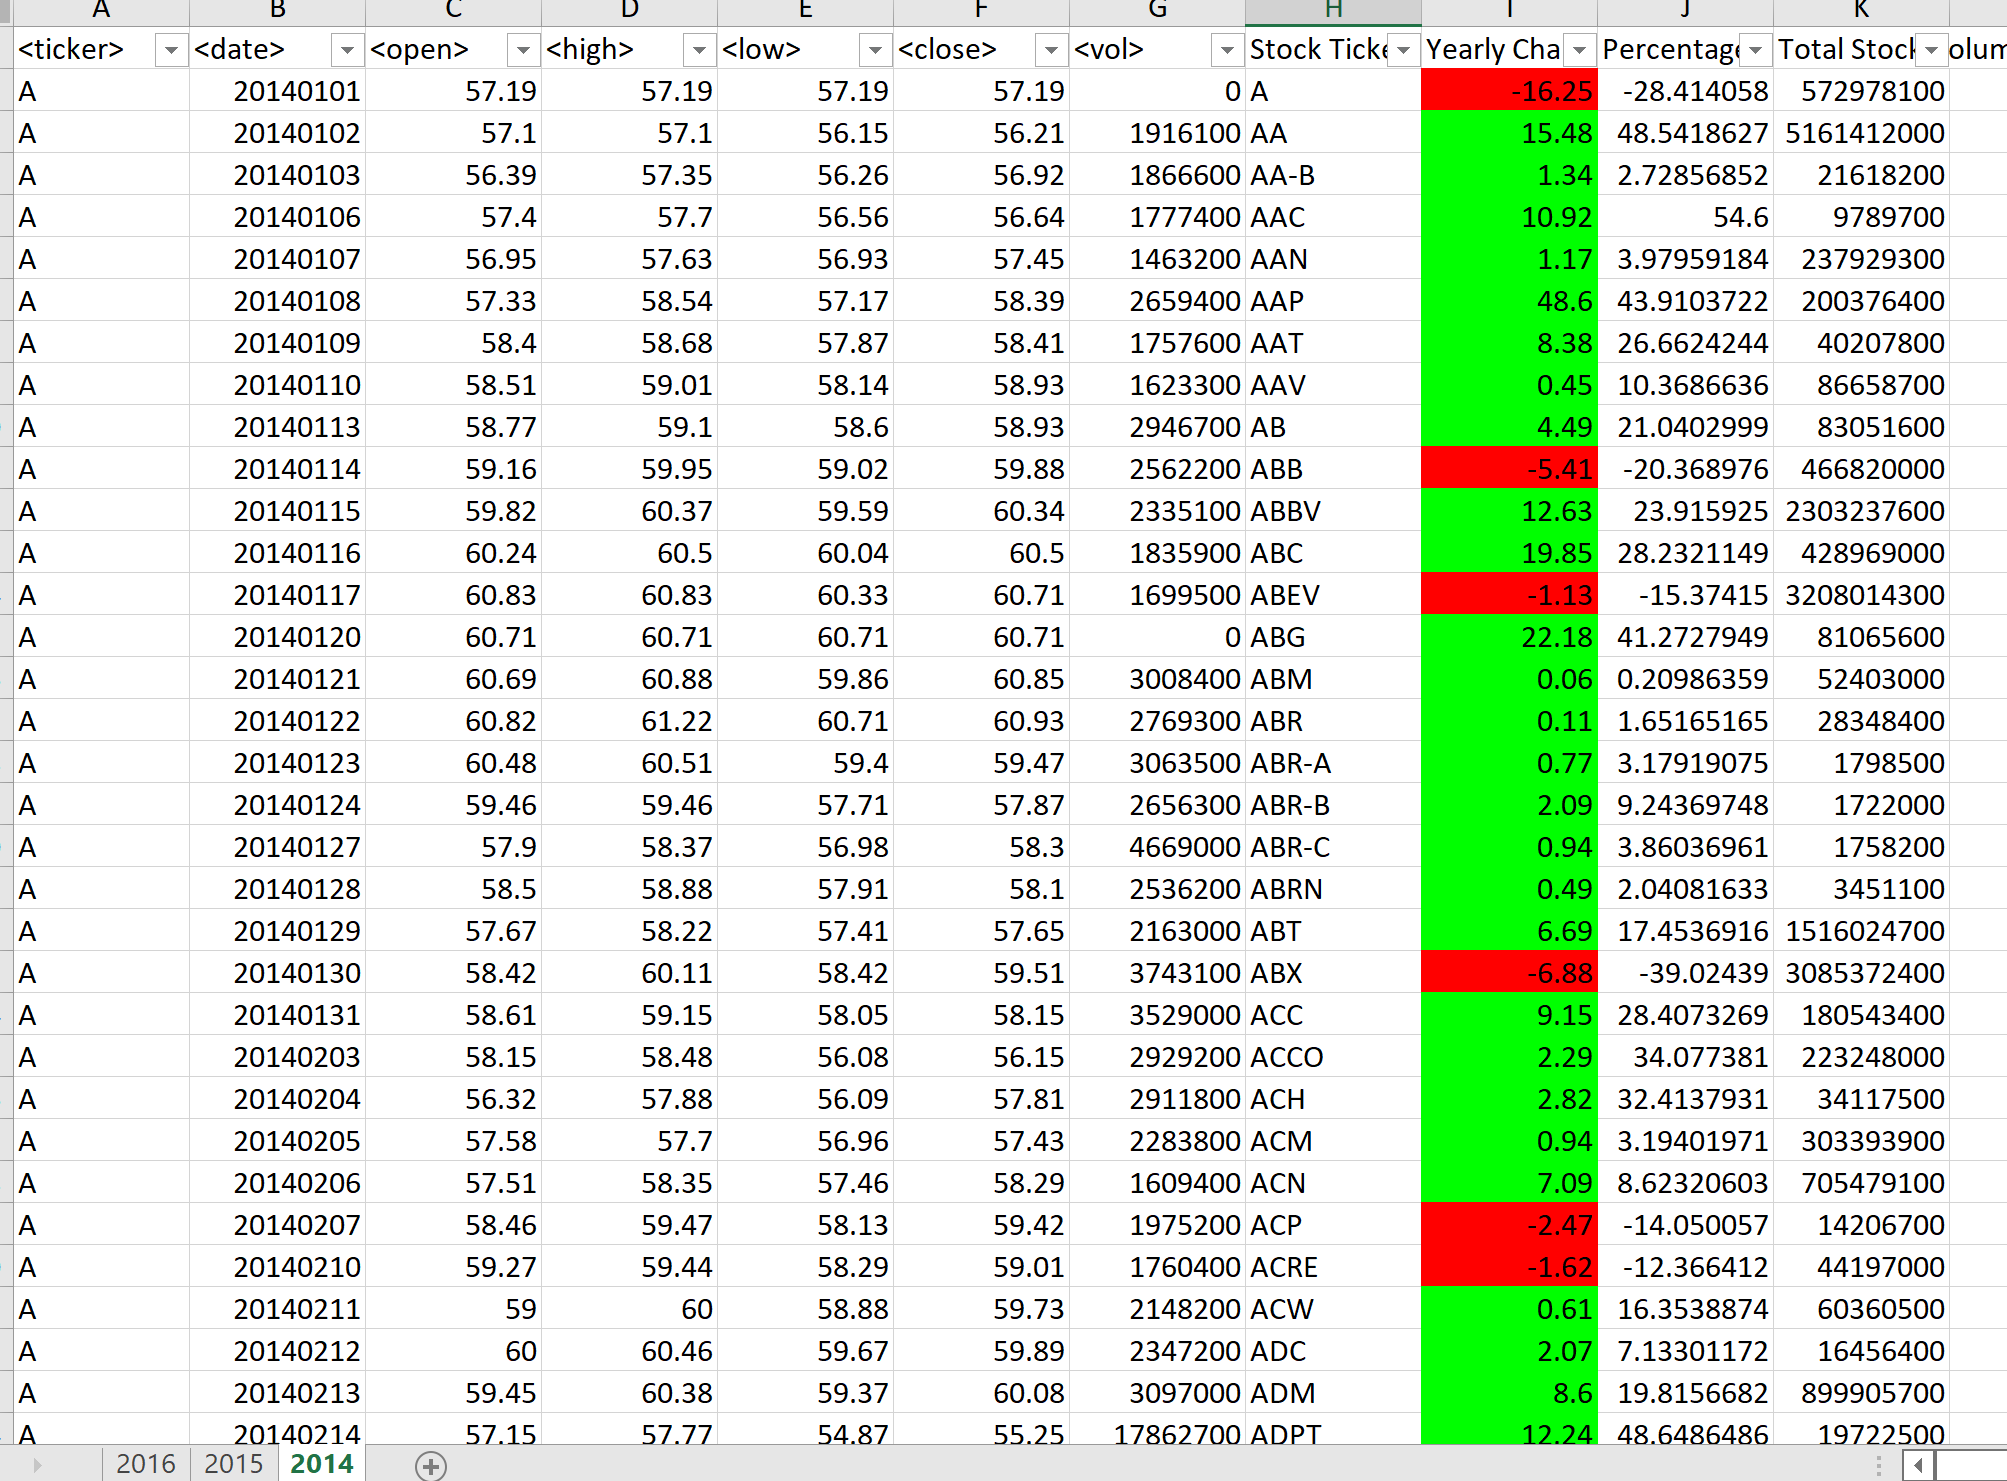 A B C D E F G H I J K
<ticker> <date> <open> <high> <low> <close> <vol> Stock Ticke Yearly Cha Percentage Total Stock olum
A 20140101 57.19 57.19 57.19 57.19 0 A -16.25 -28.414058 572978100
A 20140102 57.1 57.1 56.15 56.21 1916100 AA 15.48 48.5418627 5161412000
A 20140103 56.39 57.35 56.26 56.92 1866600 AA-B 1.34 2.72856852 21618200
A 20140106 57.4 57.7 56.56 56.64 1777400 AAC 10.92 54.6 9789700
A 20140107 56.95 57.63 56.93 57.45 1463200 AAN 1.17 3.97959184 237929300
A 20140108 57.33 58.54 57.17 58.39 2659400 AAP 48.6 43.9103722 200376400
A 20140109 58.4 58.68 57.87 58.41 1757600 AAT 8.38 26.6624244 40207800
A 20140110 58.51 59.01 58.14 58.93 1623300 AAV 0.45 10.3686636 86658700
A 20140113 58.77 59.1 58.6 58.93 2946700 AB 4.49 21.0402999 83051600
A 20140114 59.16 59.95 59.02 59.88 2562200 ABB -5.41 -20.368976 466820000
A 20140115 59.82 60.37 59.59 60.34 2335100 ABBV 12.63 23.915925 2303237600
A 20140116 60.24 60.5 60.04 60.5 1835900 ABC 19.85 28.2321149 428969000
A 20140117 60.83 60.83 60.33 60.71 1699500 ABEV -1.13 -15.37415 3208014300
A 20140120 60.71 60.71 60.71 60.71 0 ABG 22.18 41.2727949 81065600
A 20140121 60.69 60.88 59.86 60.85 3008400 ABM 0.06 0.20986359 52403000
A 20140122 60.82 61.22 60.71 60.93 2769300 ABR 0.11 1.65165165 28348400
A 20140123 60.48 60.51 59.4 59.47 3063500 ABR-A 0.77 3.17919075 1798500
A 20140124 59.46 59.46 57.71 57.87 2656300 ABR-B 2.09 9.24369748 1722000
A 20140127 57.9 58.37 56.98 58.3 4669000 ABR-C 0.94 3.86036961 1758200
A 20140128 58.5 58.88 57.91 58.1 2536200 ABRN 0.49 2.04081633 3451100
A 20140129 57.67 58.22 57.41 57.65 2163000 ABT 6.69 17.4536916 1516024700
A 20140130 58.42 60.11 58.42 59.51 3743100 ABX -6.88 -39.02439 3085372400
A 20140131 58.61 59.15 58.05 58.15 3529000 ACC 9.15 28.4073269 180543400
A 20140203 58.15 58.48 56.08 56.15 2929200 ACCO 2.29 34.077381 223248000
A 20140204 56.32 57.88 56.09 57.81 2911800 ACH 2.82 32.4137931 34117500
A 20140205 57.58 57.7 56.96 57.43 2283800 ACM 0.94 3.19401971 303393900
A 20140206 57.51 58.35 57.46 58.29 1609400 ACN 7.09 8.62320603 705479100
A 20140207 58.46 59.47 58.13 59.42 1975200 ACP -2.47 -14.050057 14206700
A 20140210 59.27 59.44 58.29 59.01 1760400 ACRE -1.62 -12.366412 44197000
A 20140211 59 60 58.88 59.73 2148200 ACW 0.61 16.3538874 60360500
A 20140212 60 60.46 59.67 59.89 2347200 ADC 2.07 7.13301172 16456400
A 20140213 59.45 60.38 59.37 60.08 3097000 ADM 8.6 19.8156682 899905700
A 20140214 57.15 57.77 54.87 55.25 17862700 ADPT 12.24 48.6486486 19722500
2016 2015 2014